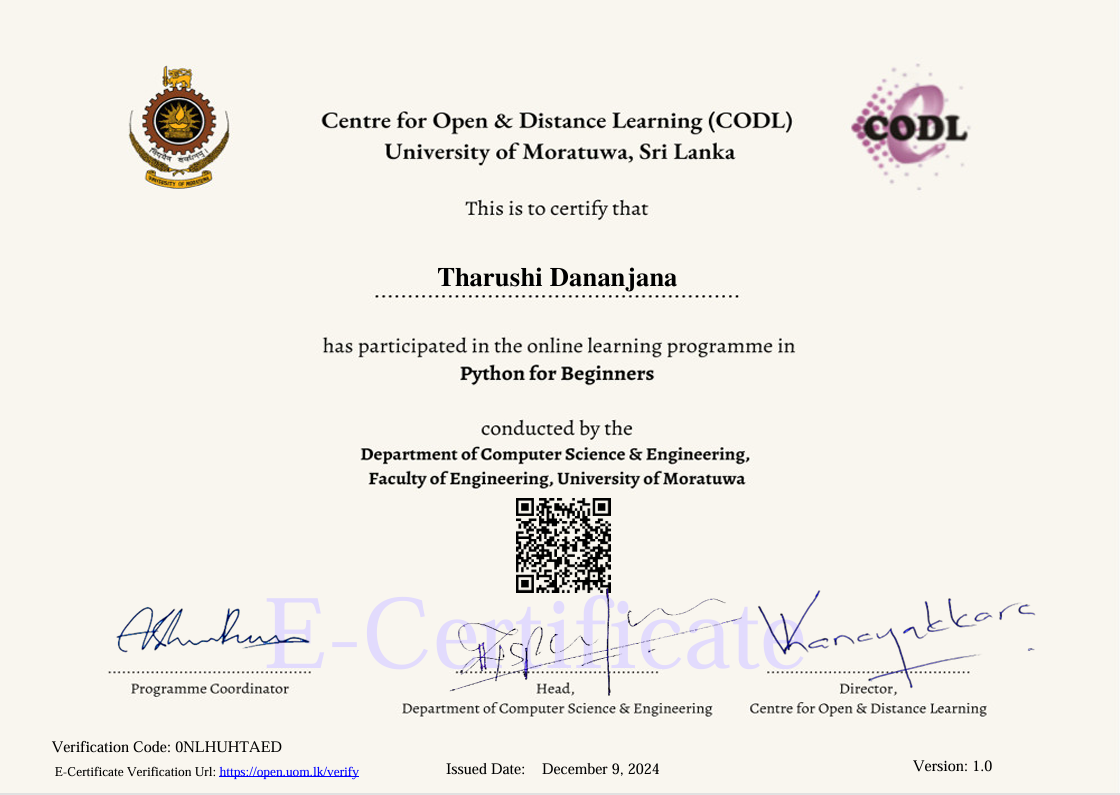 Centre for Open & Distance Learning (CODL)
University of Moratuwa, Sri Lanka
CODL
UNIVERSITY OF MORATUWA
This is to certify that
Tharushi Dananjana
has participated in the online learning programme in
Python for Beginners
conducted by the
Department of Computer Science & Engineering,
Faculty of Engineering, University of Moratuwa
E-Certificate
Programme Coordinator
Head,
Department of Computer Science & Engineering
Director,
Centre for Open & Distance Learning
Verification Code: 0NLHUHTAED
E-Certificate Verification Url: https://open.uom.lk/verify
Issued Date: December 9, 2024
Version: 1.0